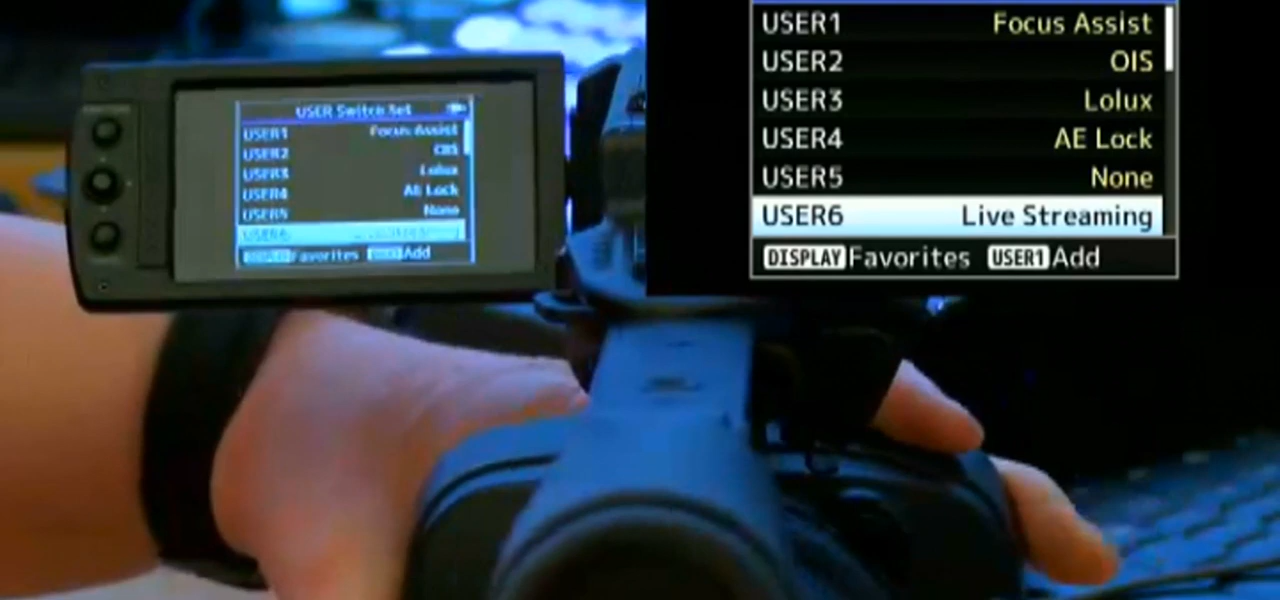 USER Switch Set
USER1 Focus Assist
USER2 OIS
USER3 Lolux
USER4 AE Lock
USER5 None
USER6
Favorites Add
USER1 Focus Assist
USER2 OIS
USER3 Lolux
USER4 AE Lock
USER5 None
USER6 Live Streaming
DISPLAY Favorites USER1 Add